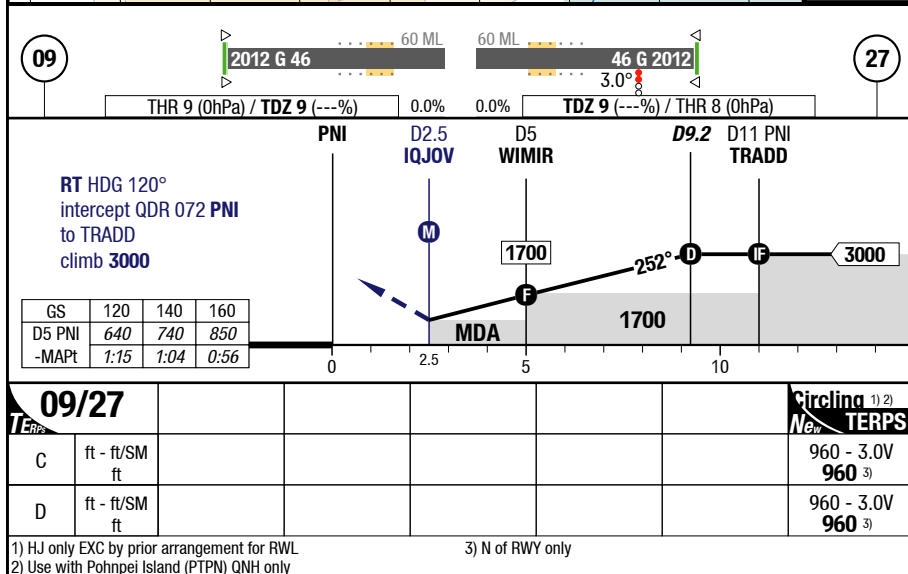 09
60 ML
60 ML
27
2012 G 46
46 G 2012
3.0°
THR 9 (0hPa) / TDZ 9 (---%)
0.0%
0.0%
TDZ 9 (---%) / THR 8 (0hPa)
PNI
D2.5
IQJOV
D5
WIMIR
D9.2
D11 PNI
TRADD
RT HDG 120°
intercept QDR 072 PNI
to TRADD
climb 3000
M
1700
252°
D
IF
3000
F
MDA
1700
GS 120 140 160
D5 PNI 640 740 850
-MAPt 1:15 1:04 0:56
0 2.5 5 10
09/27
TERPS
Circling 1) 2)
New TERPS
C
ft - ft/SM
ft
960 - 3.0V
960 3)
D
ft - ft/SM
ft
960 - 3.0V
960 3)
1) HJ only EXC by prior arrangement for RWL
3) N of RWY only
2) Use with Pohnpei Island (PTPN) QNH only